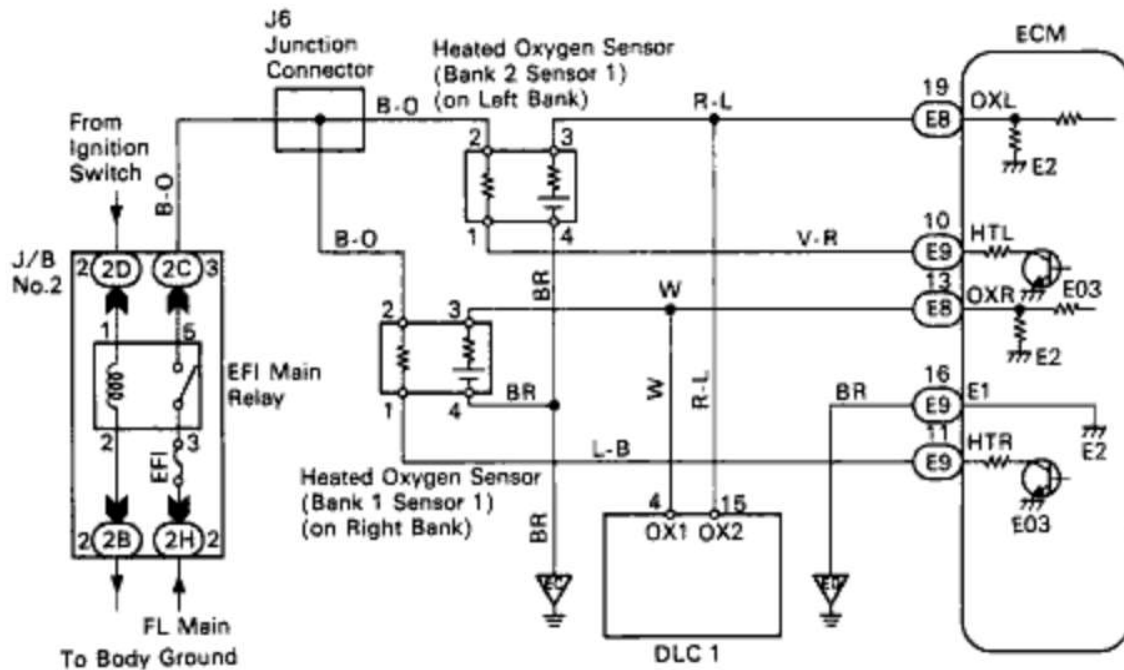 J6
Junction
Connector
Heated Oxygen Sensor
(Bank 2 Sensor 1)
(on Left Bank)
ECM
From
Ignition
Switch
B-O
B-O
R-L
19
E8
OXL
E2
2
3
1
4
B-O
V-R
10
E9
HTL
E03
J/B
No.2
2
2D
2C
3
BR
W
13
E8
OXR
E2
1
5
EFI Main
Relay
2
3
EFI
2
3
1
4
BR
W
R-L
BR
16
E9
E1
E2
L-B
11
E9
HTR
E03
Heated Oxygen Sensor
(Bank 1 Sensor 1)
(on Right Bank)
4
15
OX1
OX2
2
2B
2H
2
BR
FL Main
To Body Ground
DLC 1